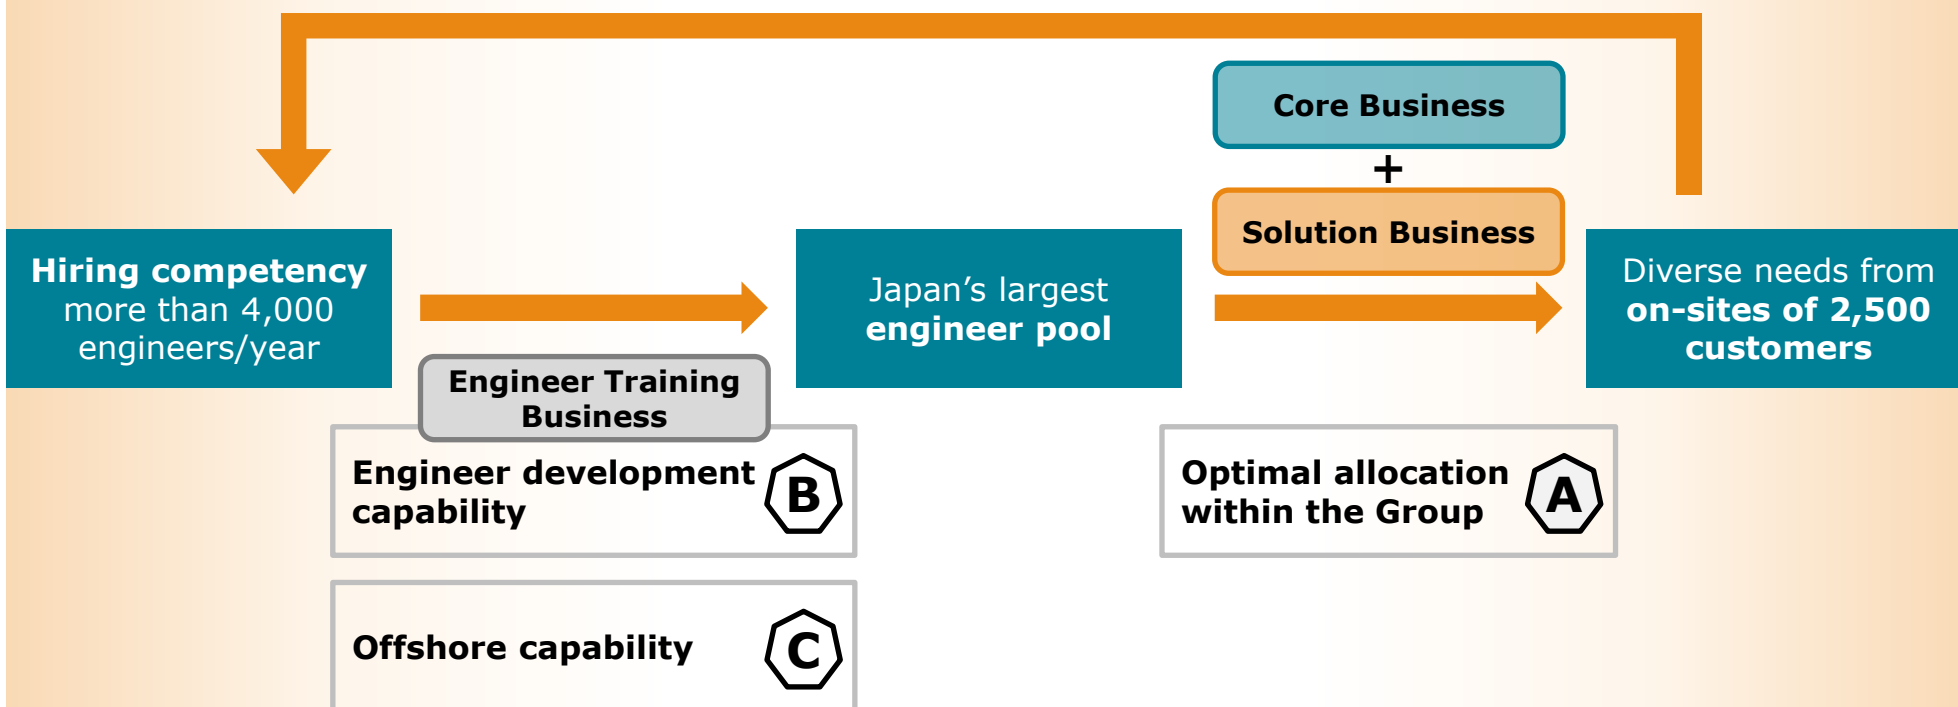 Core Business
+
Solution Business
Hiring competency
more than 4,000
engineers/year
Japan's largest
engineer pool
Diverse needs from
on-sites of 2,500
customers
Engineer Training
Business
Engineer development
capability
B
Optimal allocation
within the Group
A
Offshore capability
C